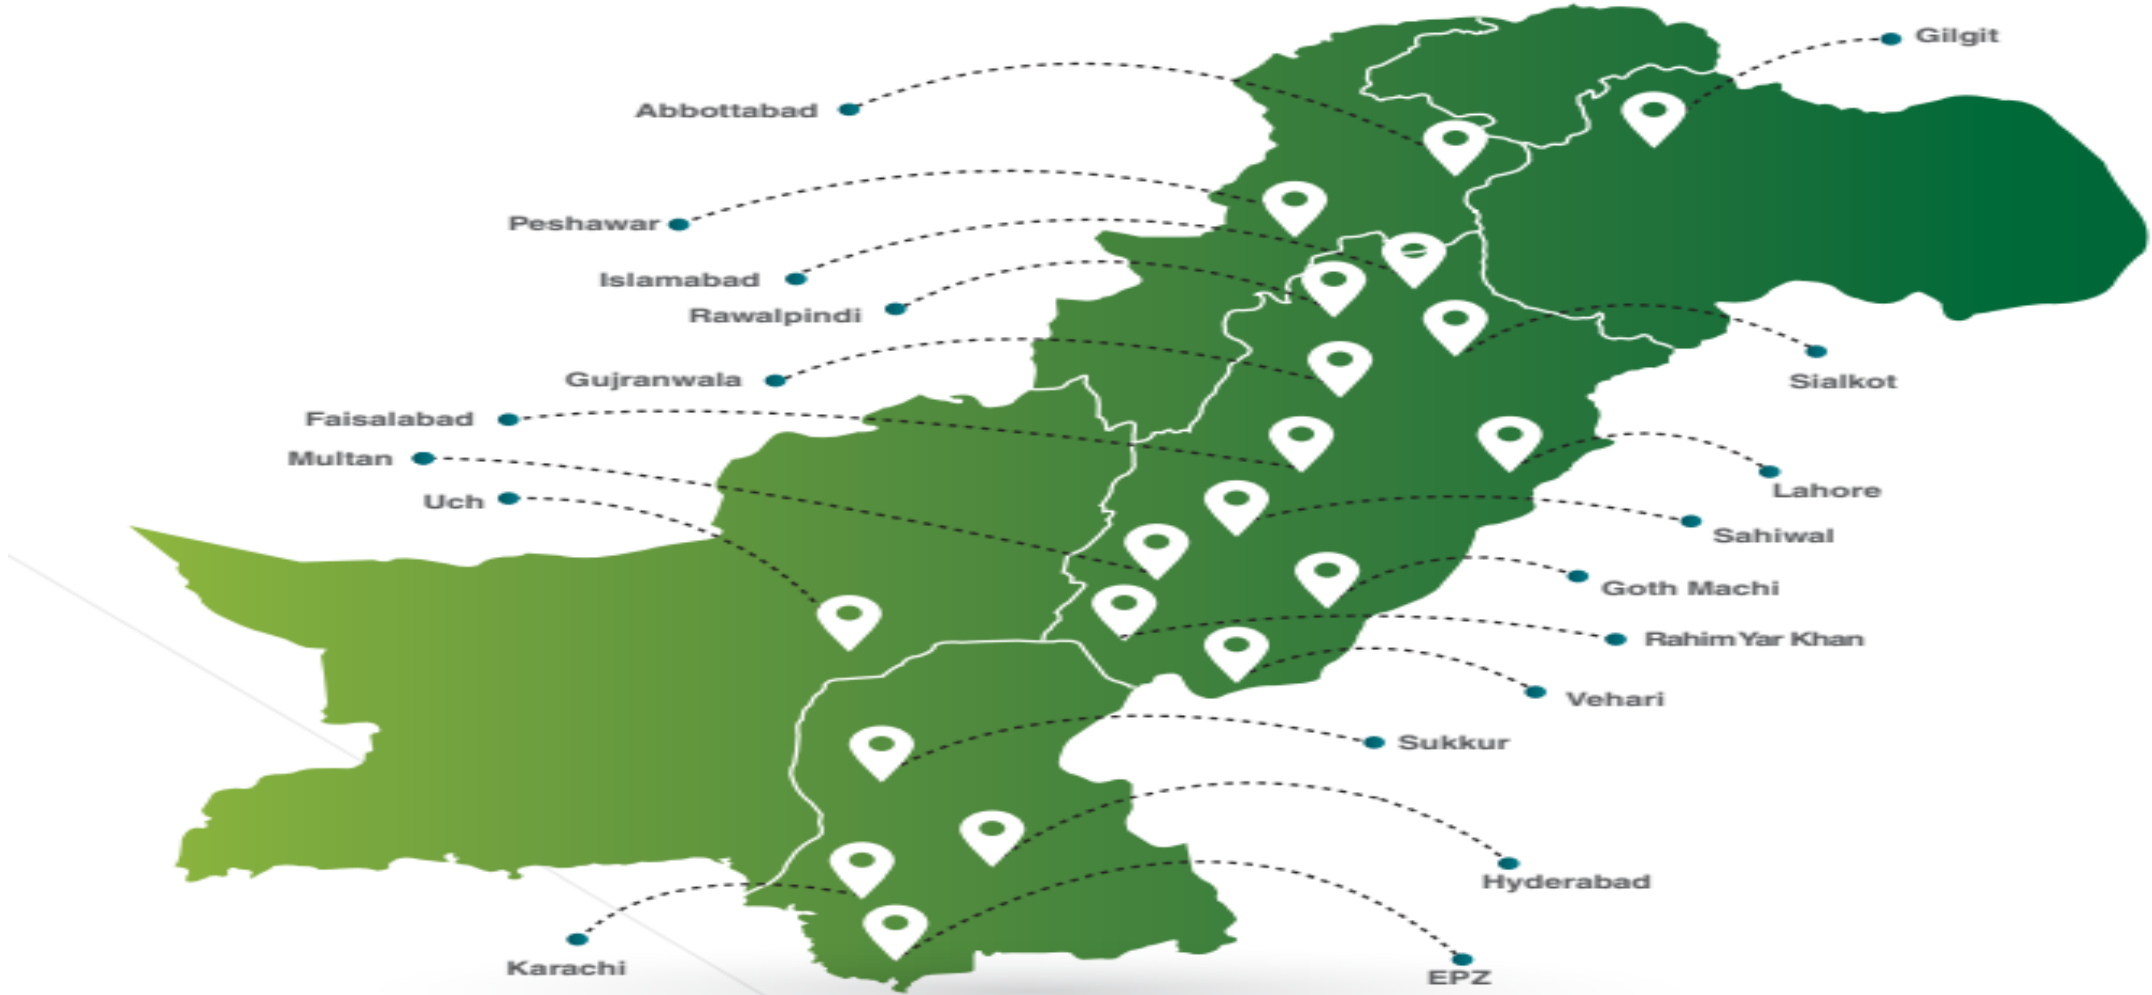 Gilgit
Abbottabad
Peshawar
Islamabad
Rawalpindi
Sialkot
Gujranwala
Faisalabad
Multan
Lahore
Uch
Sahiwal
Goth Machi
Rahim Yar Khan
Vehari
Sukkur
Hyderabad
Karachi
EPZ